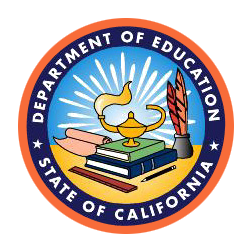 DEPARTMENT OF EDUCATION
STATE OF CALIFORNIA